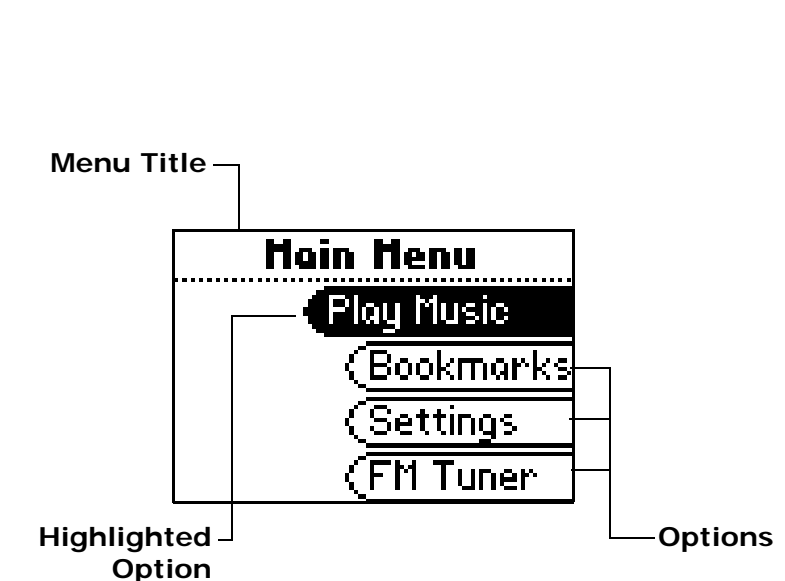 Menu Title
Main Menu
Play Music
Bookmarks
Settings
FM Tuner
Highlighted
Option
Options